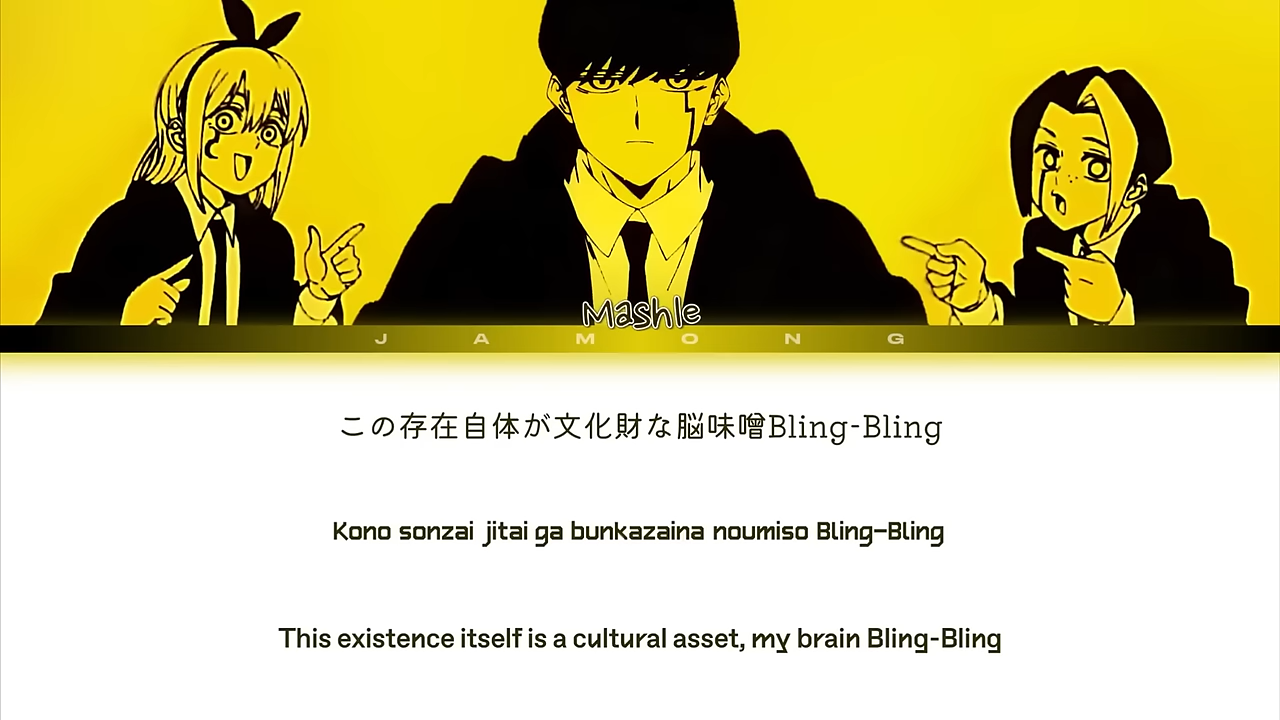 Mashle
JAMONG
この存在自体が文化財な脳味噌Bling-Bling
Kono sonzai jitai ga bunkazaina noumiso Bling-Bling
This existence itself is a cultural asset, my brain Bling-Bling